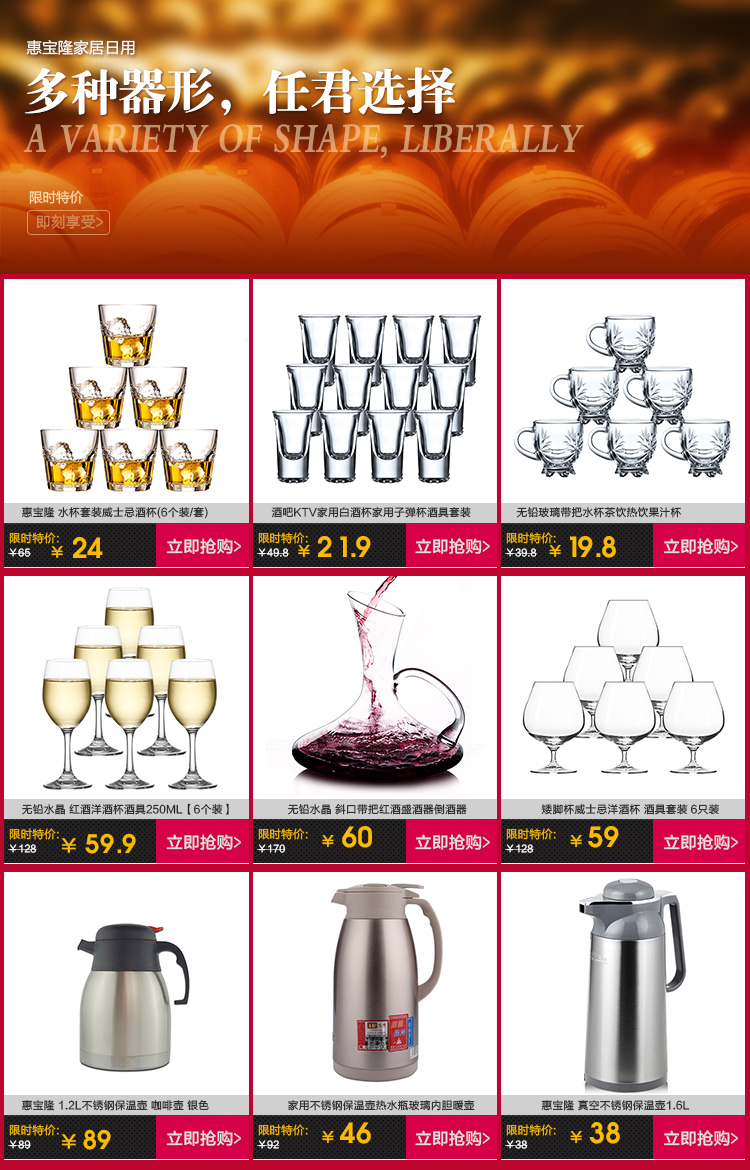 惠宝隆家居日用
多种器形，任君选择
A VARIETY OF SHAPE, LIBERALLY
限时特价
即刻享受>
惠宝隆 水杯套装威士忌酒杯(6个装/套)
限时特价:
¥65 ¥ 24 立即抢购>
酒吧KTV家用白酒杯家用子弹杯酒具套装
限时特价:
¥49.8 ¥ 21.9 立即抢购>
无铅玻璃带把水杯茶饮热饮果汁杯
限时特价:
¥39.8 ¥ 19.8 立即抢购>
无铅水晶 红酒洋酒杯酒具250ML【6个装】
限时特价:
¥128 ¥ 59.9 立即抢购>
无铅水晶 斜口带把红酒盛酒器倒酒器
限时特价:
¥170 ¥ 60 立即抢购>
矮脚杯威士忌洋酒杯 酒具套装 6只装
限时特价:
¥128 ¥ 59 立即抢购>
惠宝隆 1.2L不锈钢保温壶 咖啡壶 银色
限时特价:
¥89 ¥ 89 立即抢购>
家用不锈钢保温壶热水瓶玻璃内胆暖壶
限时特价:
¥92 ¥ 46 立即抢购>
惠宝隆 真空不锈钢保温壶1.6L
限时特价:
¥38 ¥ 38 立即抢购>